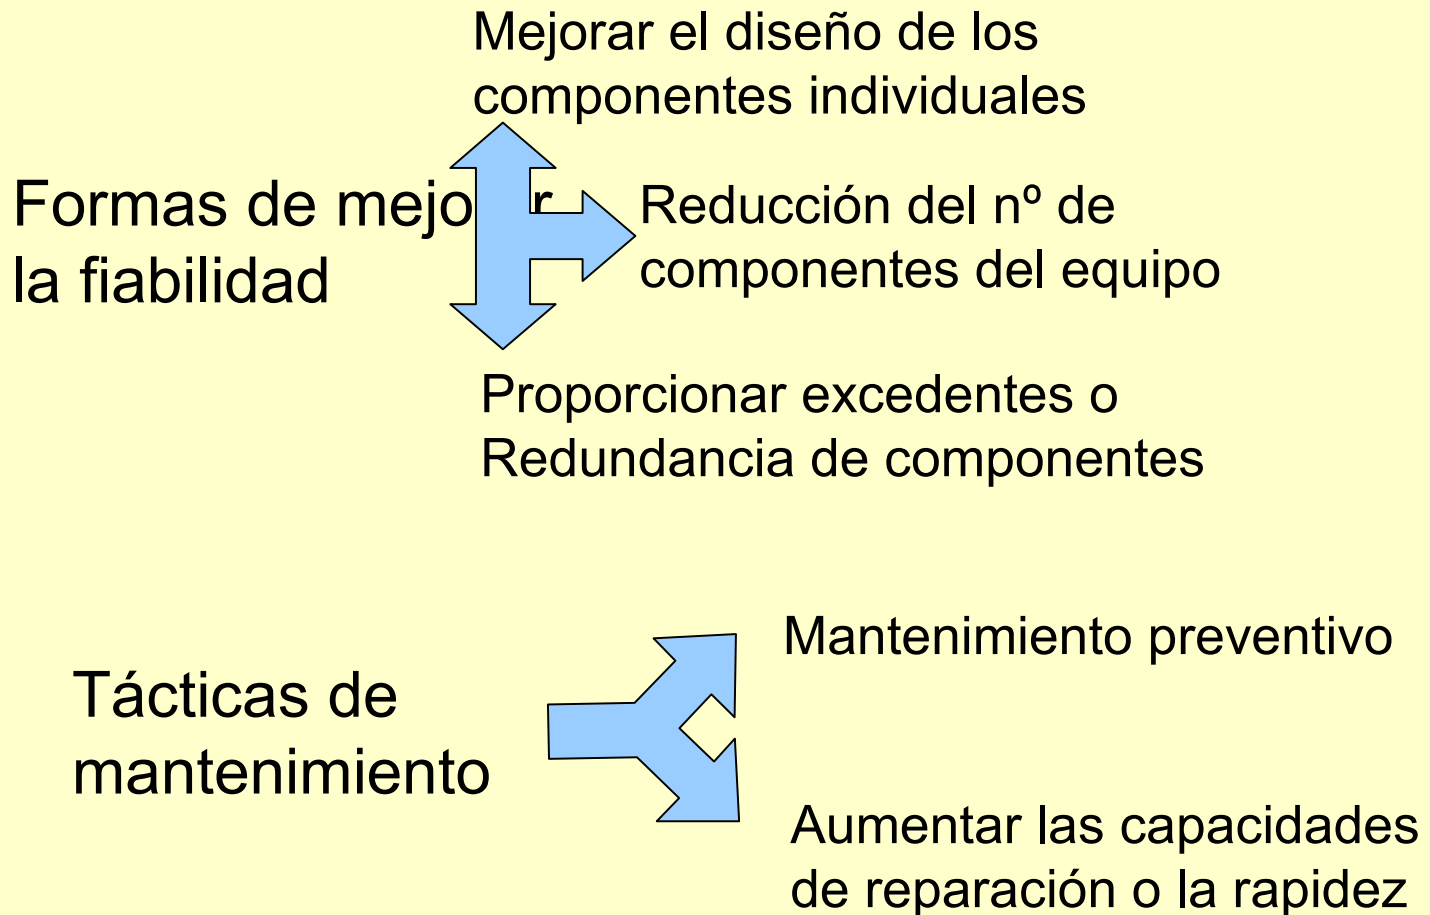 Mejorar el diseño de los
componentes individuales
Formas de mejo r
la fiabilidad
Reducción del nº de
componentes del equipo
Proporcionar excedentes o
Redundancia de componentes
Tácticas de
mantenimiento
Mantenimiento preventivo
Aumentar las capacidades
de reparación o la rapidez